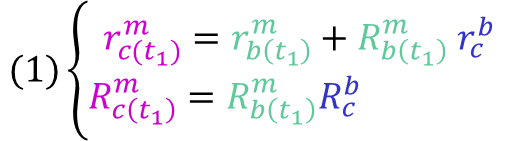 (1) { r^m_{c(t_1)} = r^m_{b(t_1)} + R^m_{b(t_1)} r^b_c
R^m_{c(t_1)} = R^m_{b(t_1)} R^b_c